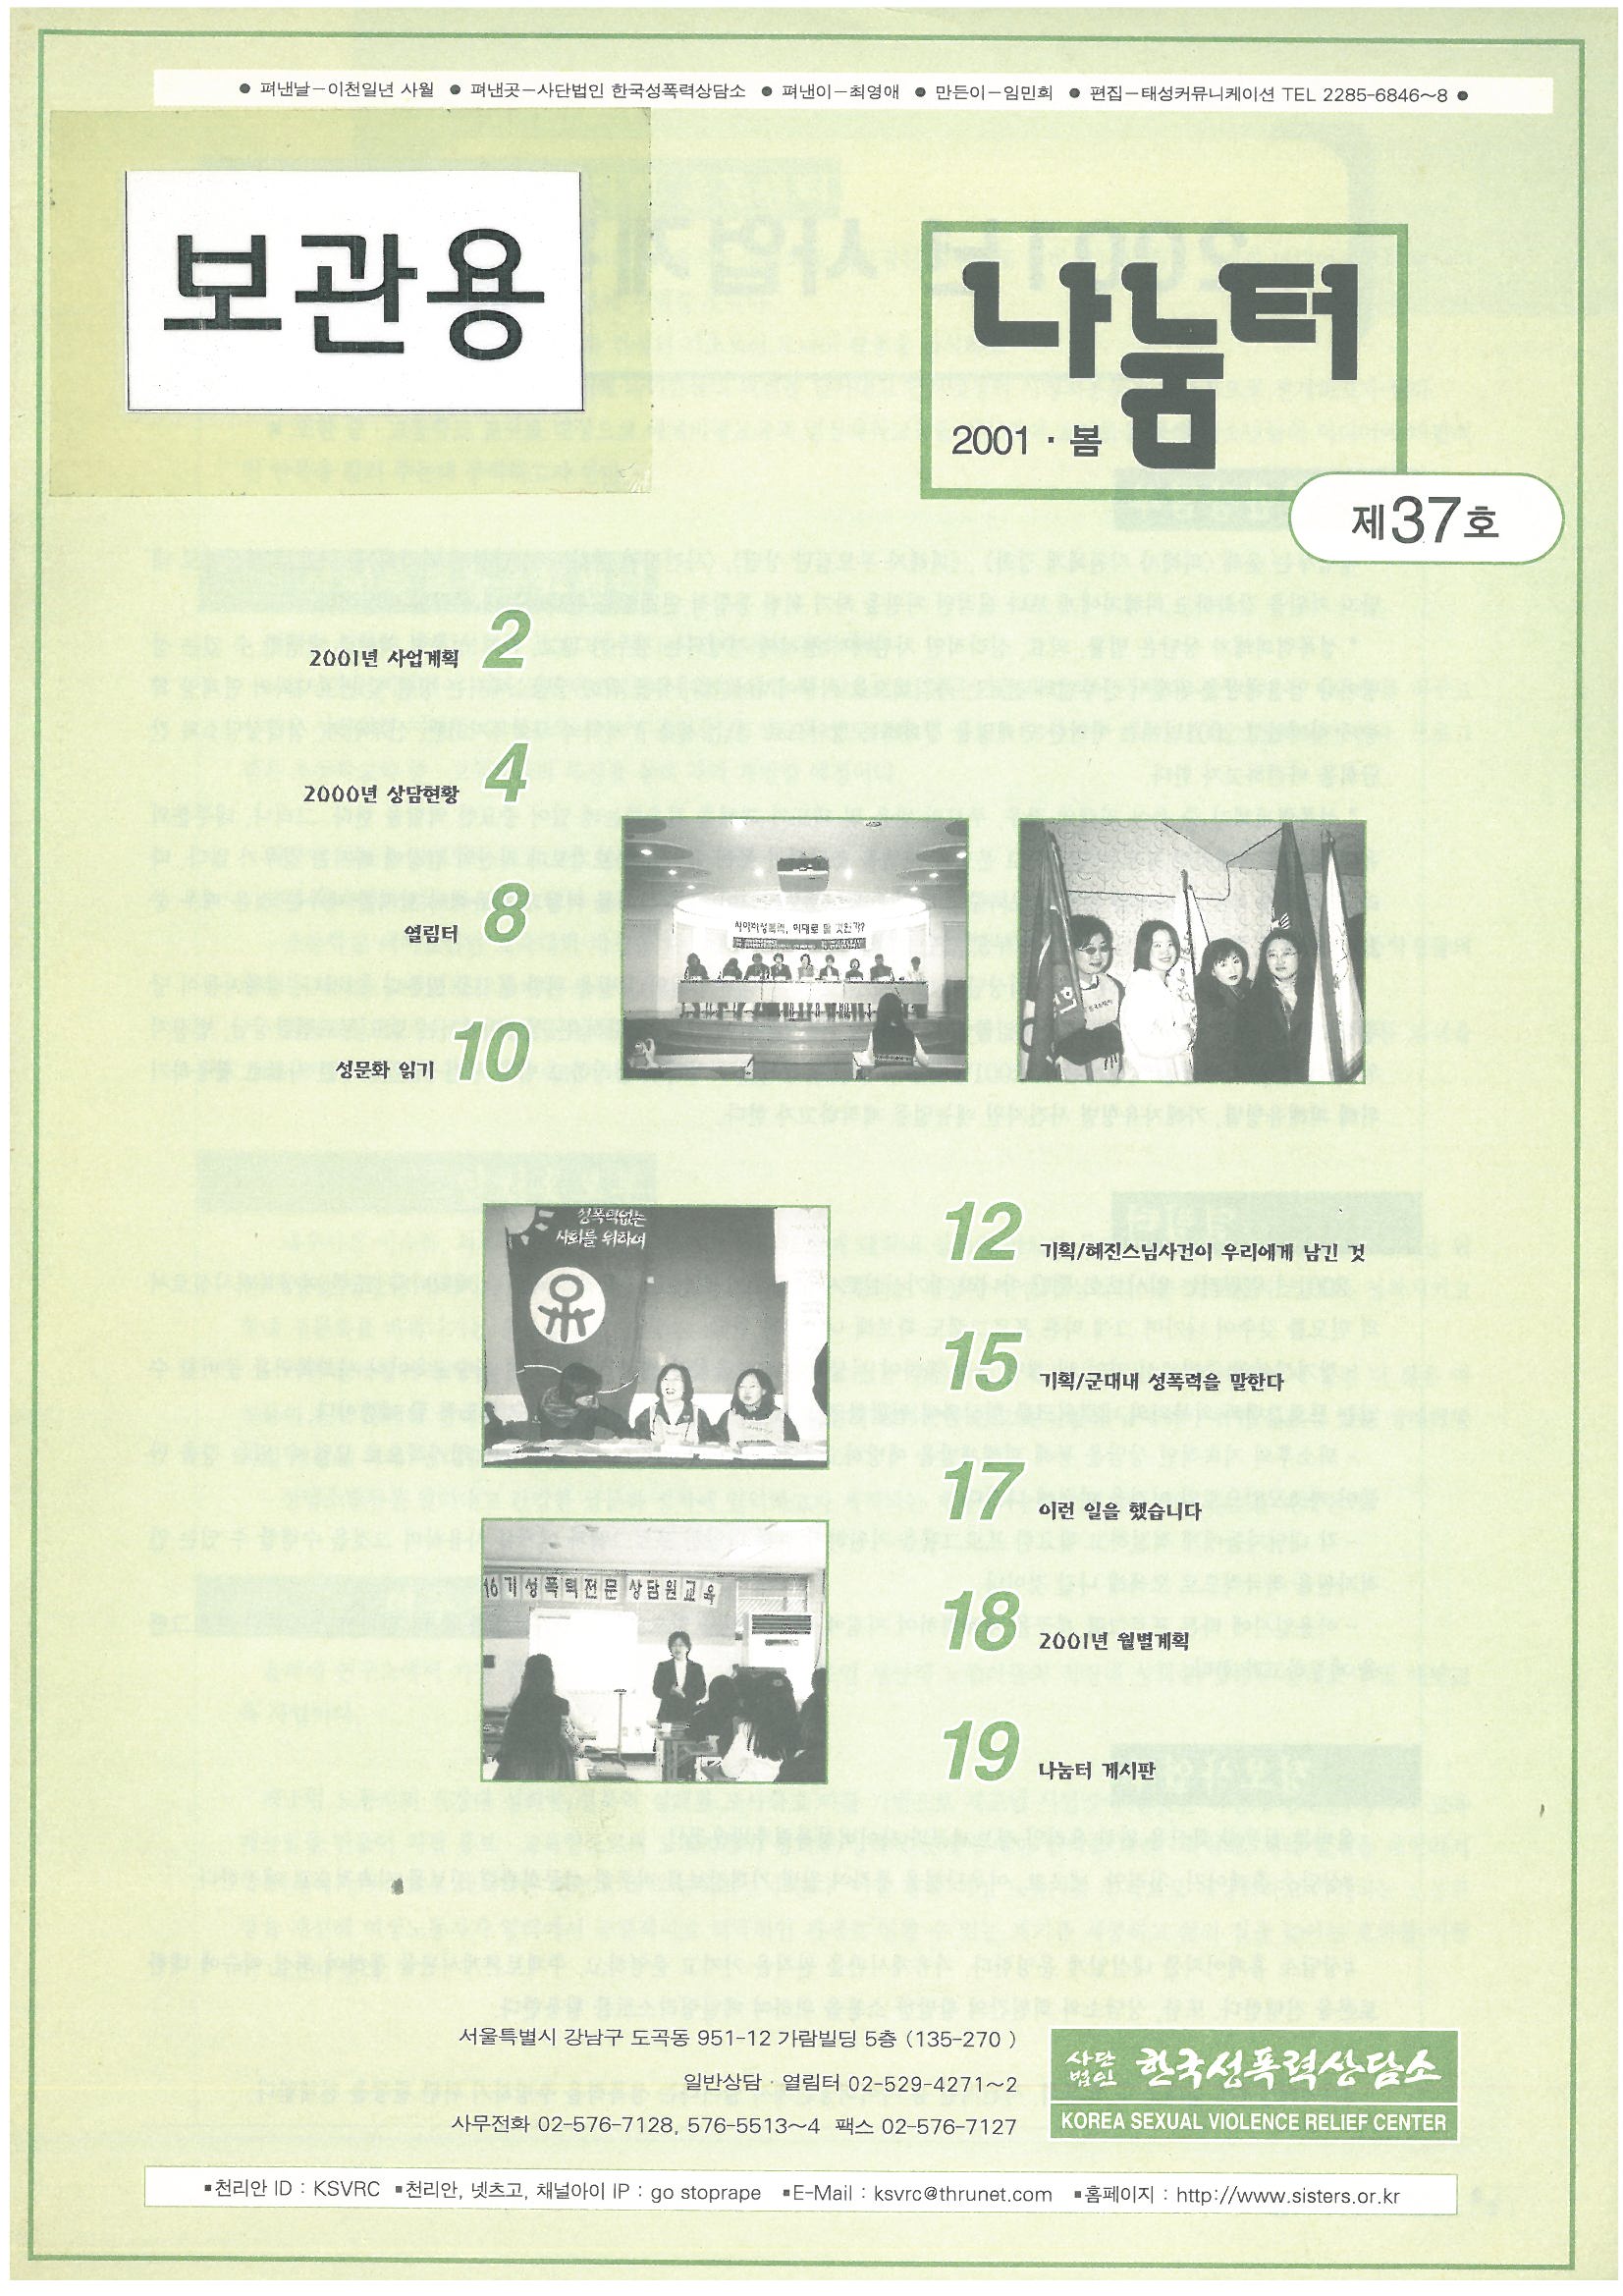 ● 펴낸날-이천일년 사월 ● 펴낸곳-사단법인 한국성폭력상담소 ● 펴낸이-최영애 ● 만든이-임민희 ● 편집-태성커뮤니케이션 TEL 2285-6846~8 ●
보관용
나눔터
2001 · 봄
제37호
2001년 사업계획 2
2000년 상담현황 4
열림터 8
성문화 읽기 10
사이버성폭력, 이대로 둘 것인가?
성폭력없는
사회를 위하여
16기성폭력전문상담원교육
12 기획/혜진스님사건이 우리에게 남긴 것
15 기획/군대내 성폭력을 말한다
17 이런 일을 했습니다
18 2001년 월별계획
19 나눔터 게시판
서울특별시 강남구 도곡동 951-12 가람빌딩 5층 (135-270 )
일반상담 · 열림터 02-529-4271~2
사무전화 02-576-7128, 576-5513~4 팩스 02-576-7127
사단법인 한국성폭력상담소
KOREA SEXUAL VIOLENCE RELIEF CENTER
▪천리안 ID : KSVRC ▪천리안, 넷츠고, 채널아이 IP : go stoprape ▪E-Mail : ksvrc@thrunet.com ▪홈페이지 : http://www.sisters.or.kr